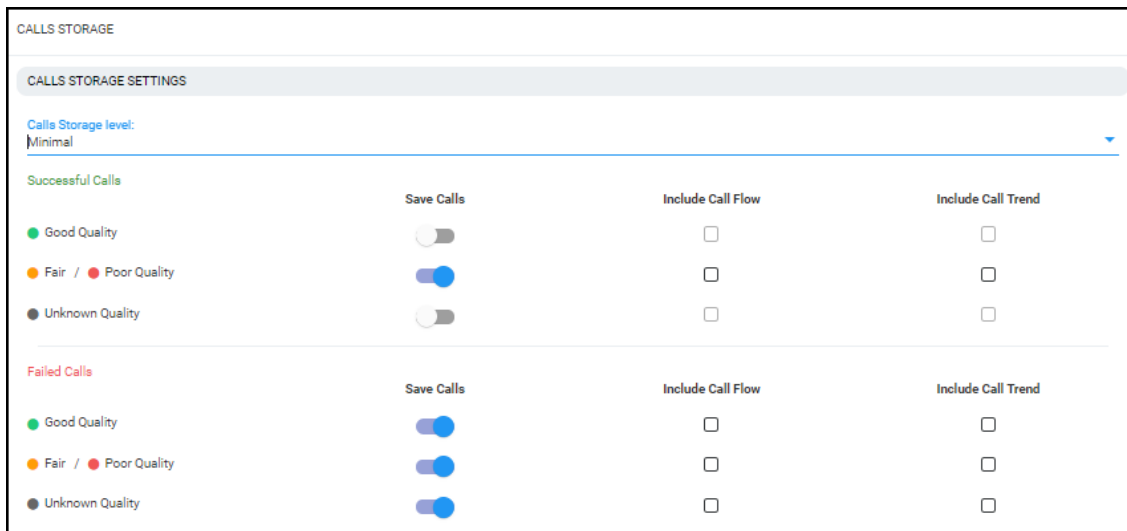 CALLS STORAGE
CALLS STORAGE SETTINGS
Calls Storage level:
Minimal
Successful Calls
Save Calls Include Call Flow Include Call Trend
Good Quality
Fair / Poor Quality
Unknown Quality
Failed Calls
Save Calls Include Call Flow Include Call Trend
Good Quality
Fair / Poor Quality
Unknown Quality